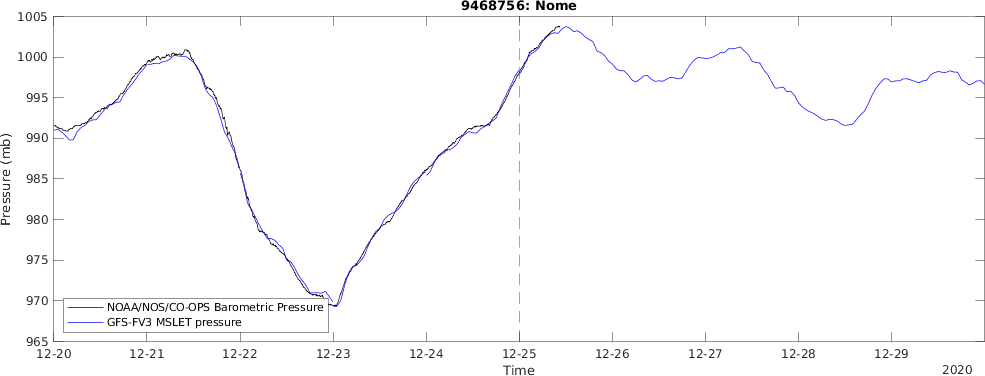 9468756: Nome
1005
1000
995
990
985
980
975
970
965
Pressure (mb)
NOAA/NOS/CO-OPS Barometric Pressure
GFS-FV3 MSLET pressure
12-20 12-21 12-22 12-23 12-24 12-25 12-26 12-27 12-28 12-29
Time
2020